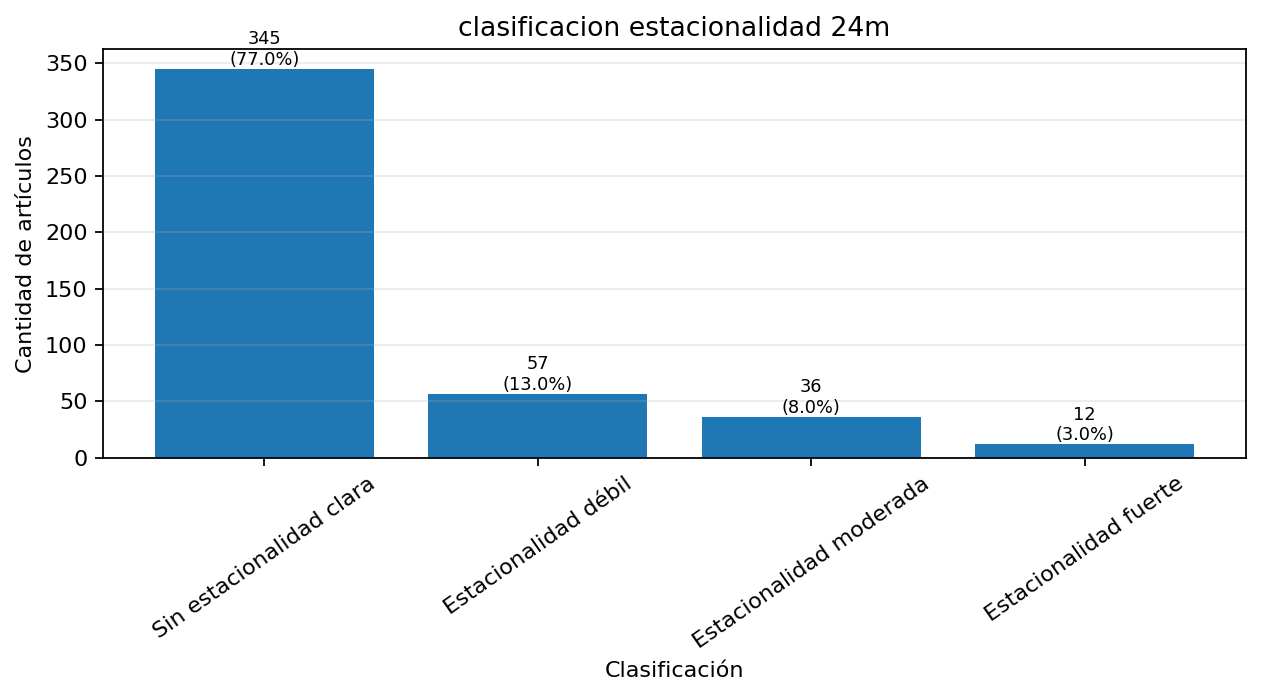 clasificacion estacionalidad 24m
345
(77.0%)
57
(13.0%)
36
(8.0%)
12
(3.0%)
350
300
250
200
150
100
50
0
Cantidad de artículos
Sin estacionalidad clara
Estacionalidad débil
Estacionalidad moderada
Estacionalidad fuerte
Clasificación